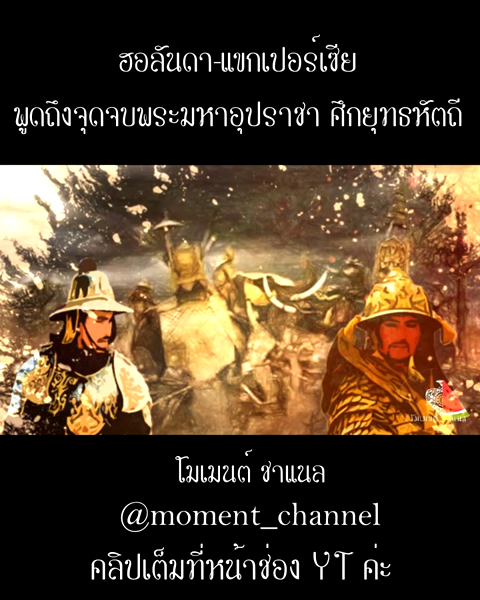 ฮอลันดา-แขกเปอร์เซีย
พูดถึงจุดจบพระมหาอุปราชา ศึกยุทธหัตถี
โมเมนต์ ชาแนล
@moment_channel
คลิปเต็มที่หน้าช่อง YT ค่ะ